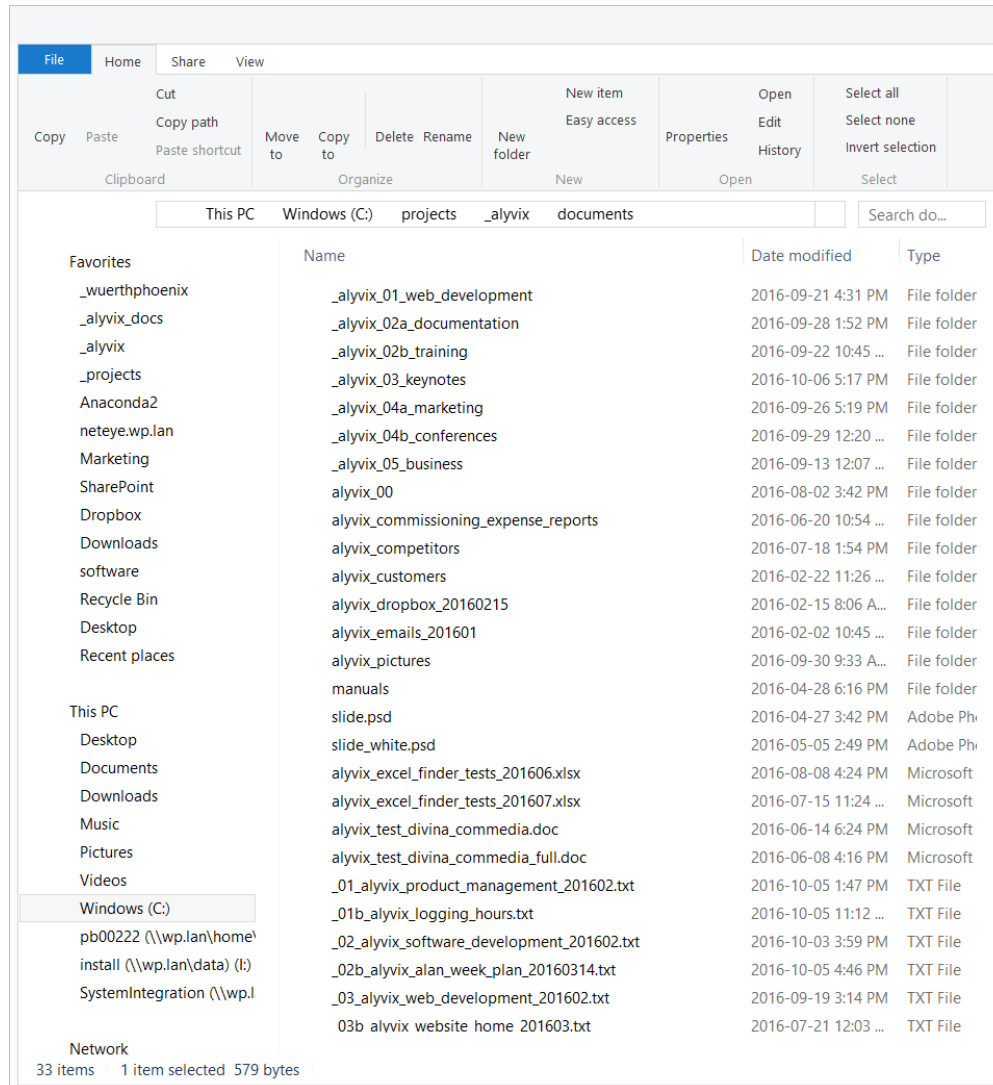 File Home Share View
Cut New item Open Select all
Copy Paste Copy path Move to Copy to Delete Rename New folder Easy access Properties Edit Select none
Paste shortcut History Invert selection
Clipboard Organize New Open Select
This PC Windows (C:) projects _alyvix documents Search do...
Name Date modified Type
Favorites
_wuerthphoenix
_alyvix_docs
_alyvix
_projects
Anaconda2
neteye.wp.lan
Marketing
SharePoint
Dropbox
Downloads
software
Recycle Bin
Desktop
Recent places
This PC
Desktop
Documents
Downloads
Music
Pictures
Videos
Windows (C:)
pb00222 (\\wp.lan\home\
install (\\wp.lan\data) (I:)
SystemIntegration (\\wp.l
Network
_alyvix_01_web_development 2016-09-21 4:31 PM File folder
_alyvix_02a_documentation 2016-09-28 1:52 PM File folder
_alyvix_02b_training 2016-09-22 10:45 ... File folder
_alyvix_03_keynotes 2016-10-06 5:17 PM File folder
_alyvix_04a_marketing 2016-09-26 5:19 PM File folder
_alyvix_04b_conferences 2016-09-29 12:20 ... File folder
_alyvix_05_business 2016-09-13 12:07 ... File folder
alyvix_00 2016-08-02 3:42 PM File folder
alyvix_commissioning_expense_reports 2016-06-20 10:54 ... File folder
alyvix_competitors 2016-07-18 1:54 PM File folder
alyvix_customers 2016-02-22 11:26 ... File folder
alyvix_dropbox_20160215 2016-02-15 8:06 A... File folder
alyvix_emails_201601 2016-02-02 10:45 ... File folder
alyvix_pictures 2016-09-30 9:33 A... File folder
manuals 2016-04-28 6:16 PM File folder
slide.psd 2016-04-27 3:42 PM Adobe Pho
slide_white.psd 2016-05-05 2:49 PM Adobe Pho
alyvix_excel_finder_tests_201606.xlsx 2016-08-08 4:24 PM Microsoft
alyvix_excel_finder_tests_201607.xlsx 2016-07-15 11:24 ... Microsoft
alyvix_test_divina_commedia.doc 2016-06-14 6:24 PM Microsoft
alyvix_test_divina_commedia_full.doc 2016-06-08 4:16 PM Microsoft
_01_alyvix_product_management_201602.txt 2016-10-05 1:47 PM TXT File
_01b_alyvix_logging_hours.txt 2016-10-05 11:12 ... TXT File
_02_alyvix_software_development_201602.txt 2016-10-03 3:59 PM TXT File
_02b_alyvix_alan_week_plan_20160314.txt 2016-10-05 4:46 PM TXT File
_03_alyvix_web_development_201602.txt 2016-09-19 3:14 PM TXT File
_03b_alyvix_website_home_201603.txt 2016-07-21 12:03 ... TXT File
33 items 1 item selected 579 bytes